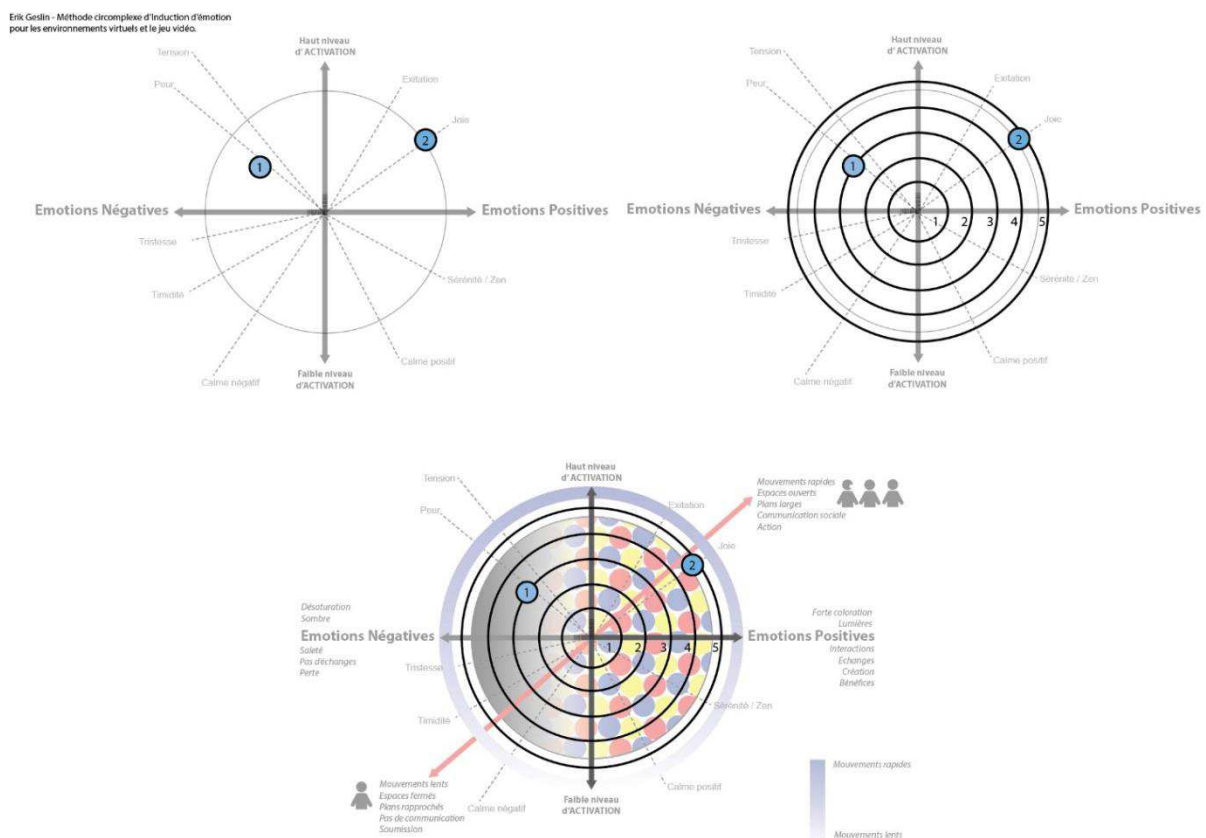 Erik Geslin - Méthode circomplexe d'Induction d'émotion
pour les environnements virtuels et le jeu vidéo.
Haut niveau
d' ACTIVATION
Tension
Peur
Exitation
Joie
1
2
Emotions Négatives
Emotions Positives
Tristesse
Timidité
Sérénité / Zen
Calme négatif
Calme positif
Faible niveau
d'ACTIVATION
Haut niveau
d' ACTIVATION
Tension
Peur
Exitation
Joie
1
2
Emotions Négatives
Emotions Positives
1 2 3 4 5
Tristesse
Timidité
Sérénité / Zen
Calme négatif
Calme positif
Faible niveau
d'ACTIVATION
Haut niveau
d' ACTIVATION
Tension
Peur
Exitation
Joie
1
2
Mouvements rapides
Espaces ouverts
Plans larges
Communication sociale
Action
Désaturation
Sombre
Emotions Négatives
Saleté
Pas d'échanges
Perte
1 2 3 4 5
Forte coloration
Lumières
Emotions Positives
Interactions
Echanges
Création
Bénéfices
Tristesse
Timidité
Sérénité / Zen
Calme négatif
Calme positif
Faible niveau
d'ACTIVATION
Mouvements lents
Espaces fermés
Plans rapprochés
Pas de communication
Soumission
Mouvements rapides
Mouvements lents